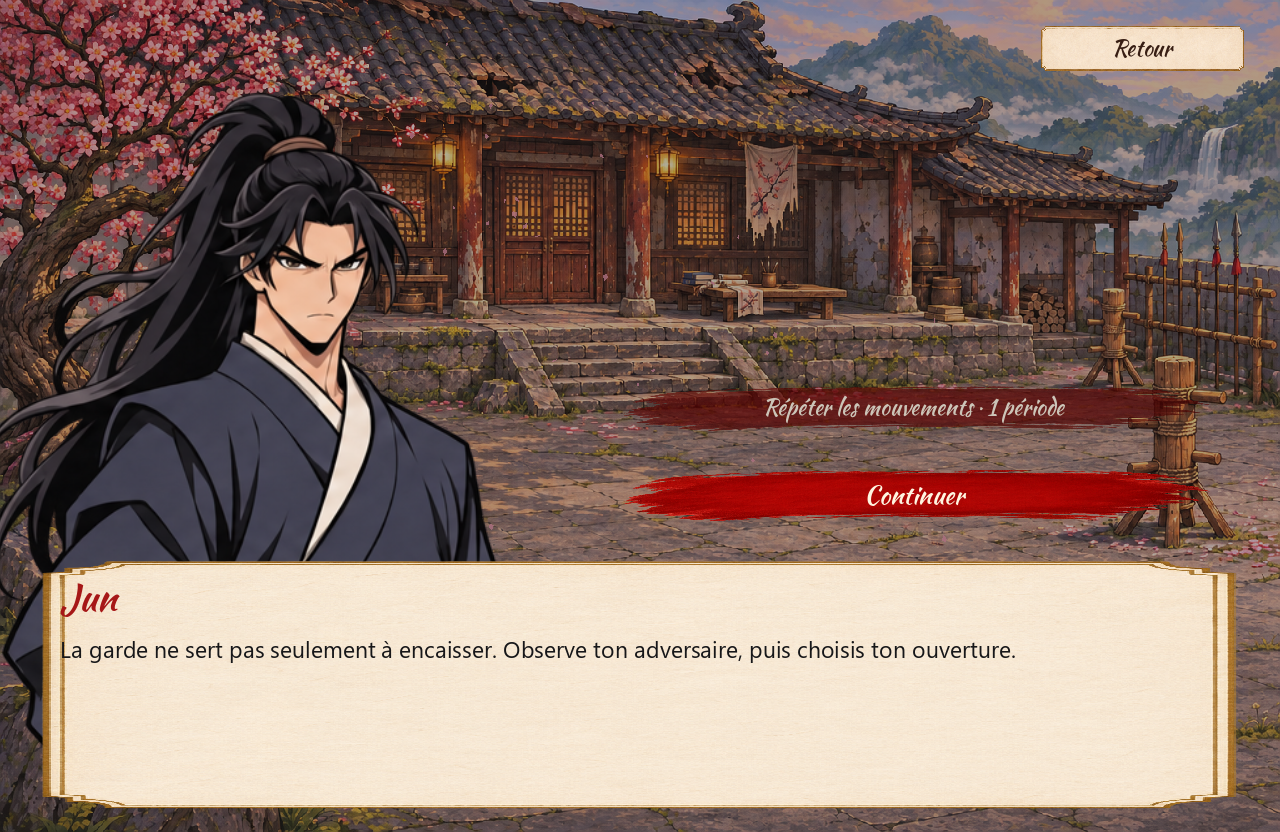 Retour
Répéter les mouvements · 1 période
Continuer
Jun
La garde ne sert pas seulement à encaisser. Observe ton adversaire, puis choisis ton ouverture.